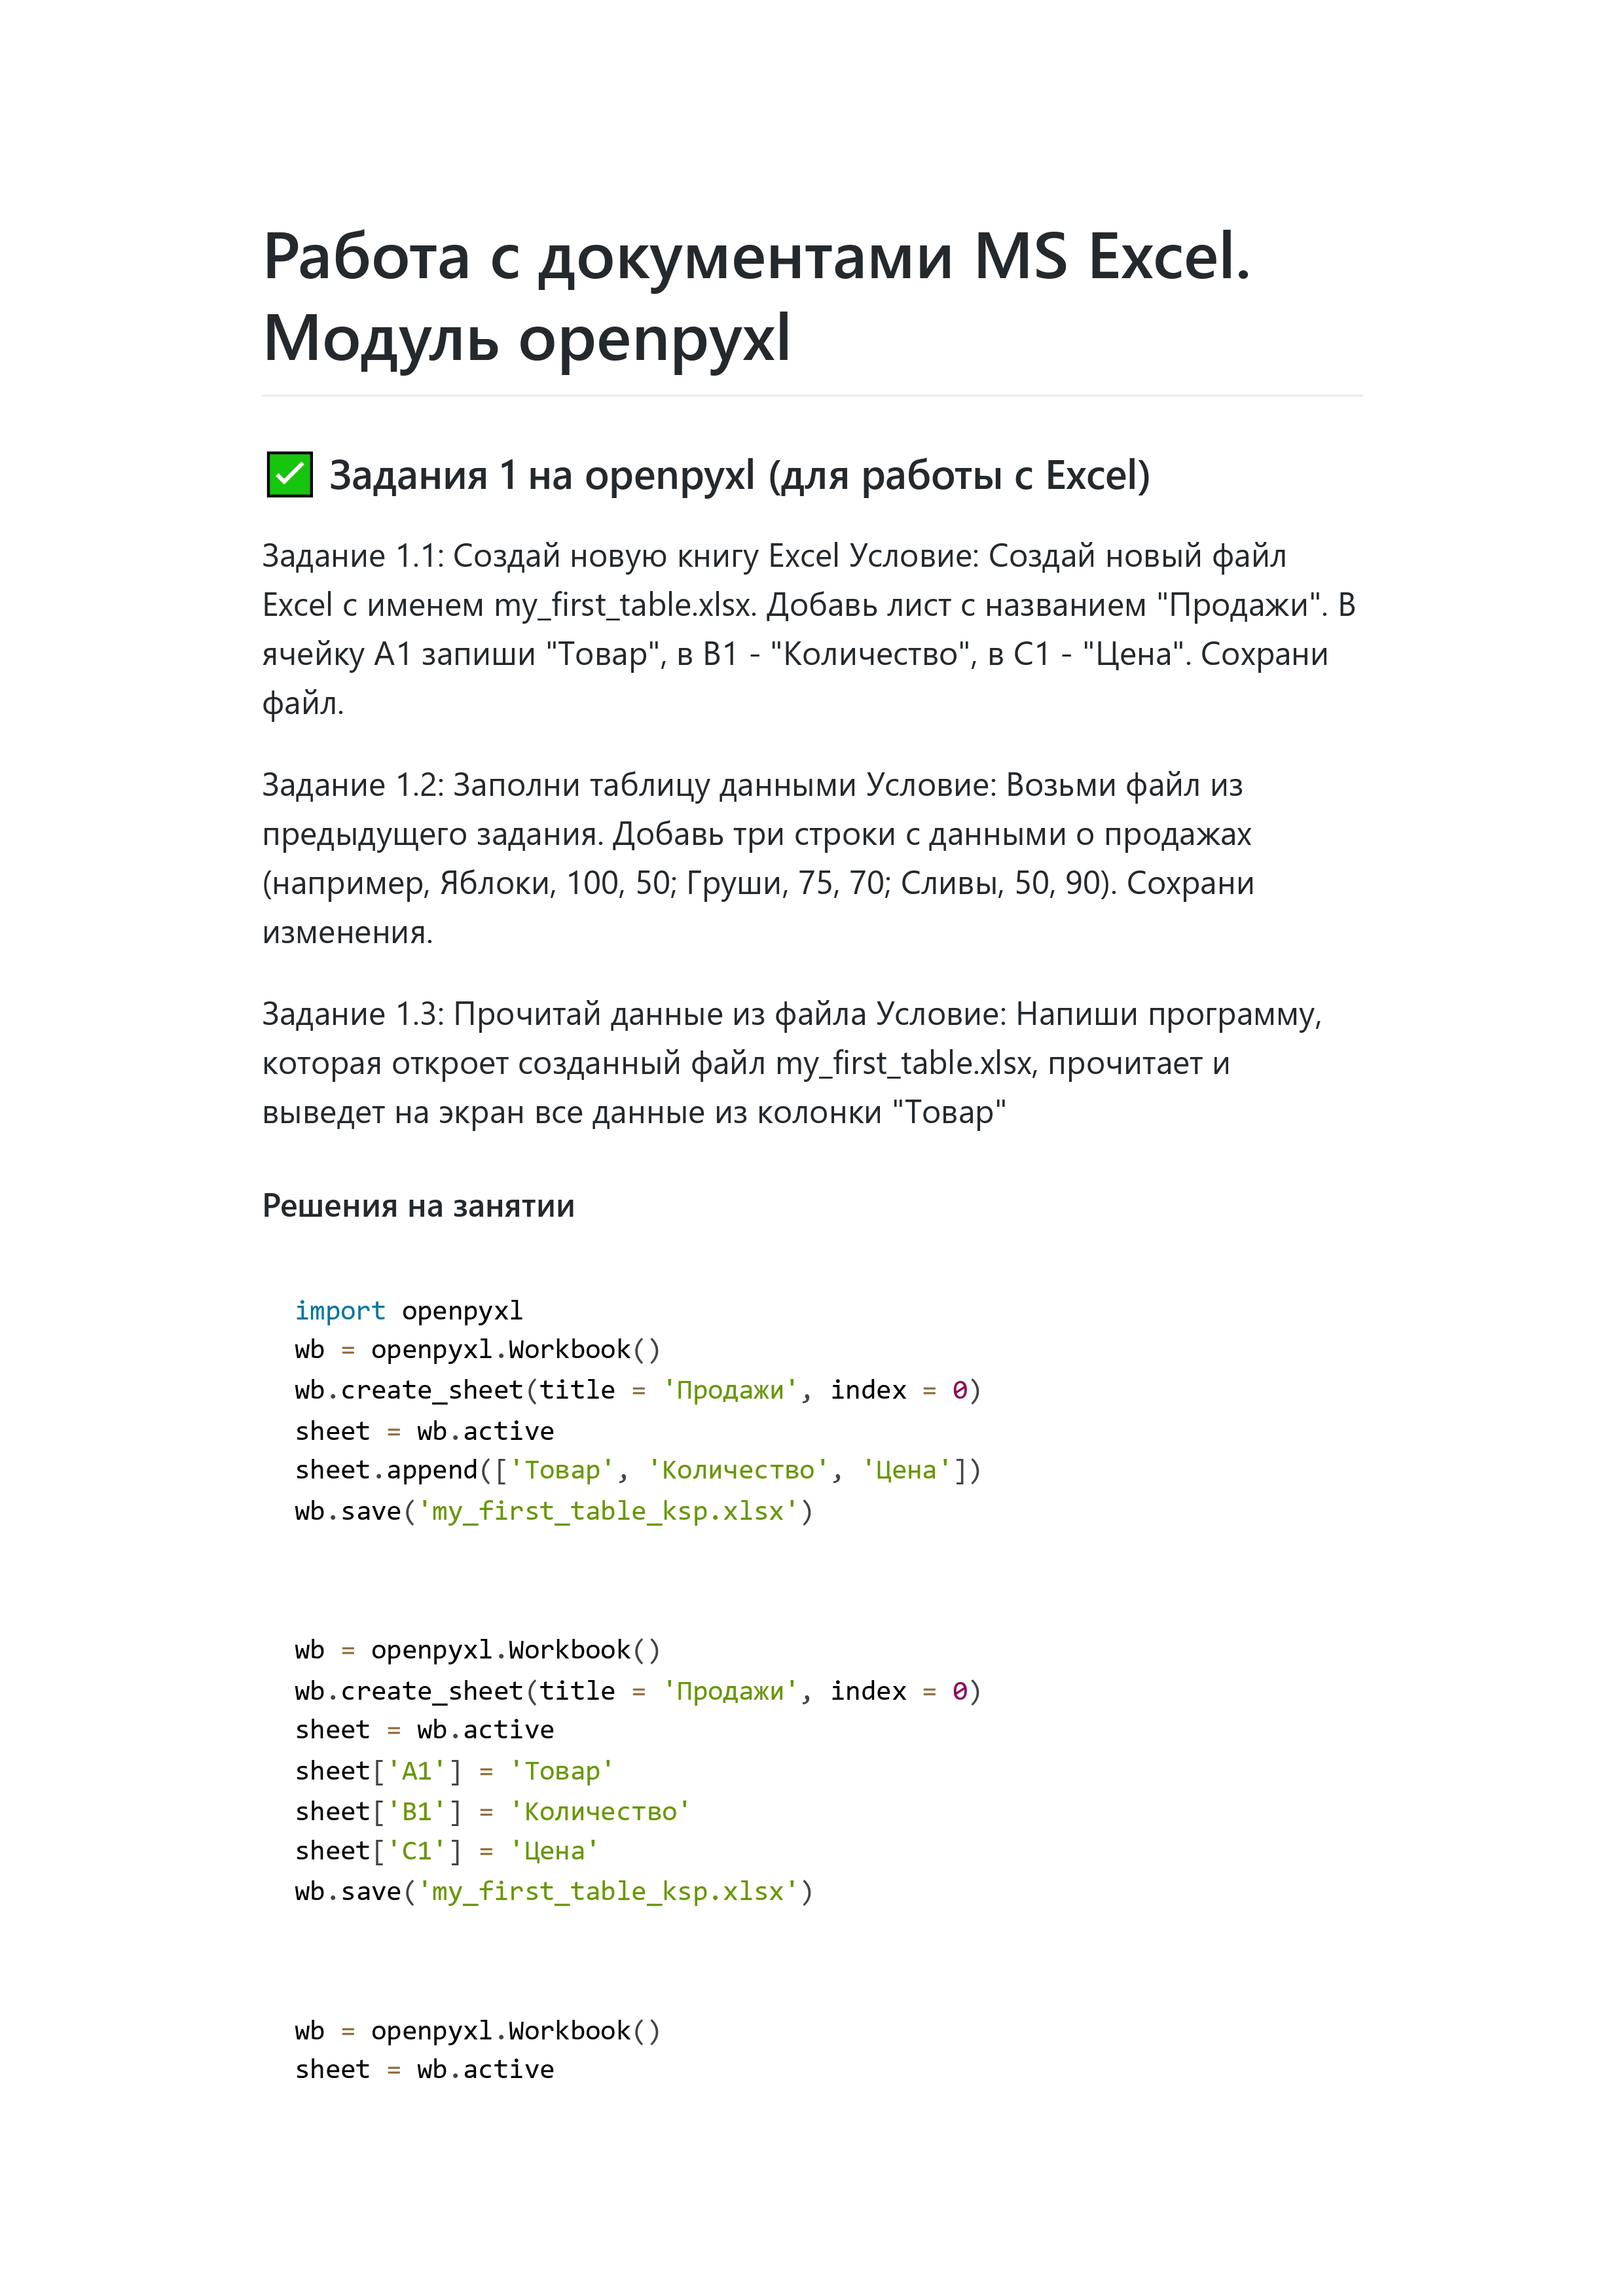 Работа с документами MS Excel.
Модуль openpyxl
✅ Задания 1 на openpyxl (для работы с Excel)
Задание 1.1: Создай новую книгу Excel Условие: Создай новый файл
Excel с именем my_first_table.xlsx. Добавь лист с названием "Продажи". В
ячейку A1 запиши "Товар", в B1 - "Количество", в C1 - "Цена". Сохрани
файл.
Задание 1.2: Заполни таблицу данными Условие: Возьми файл из
предыдущего задания. Добавь три строки с данными о продажах
(например, Яблоки, 100, 50; Груши, 75, 70; Сливы, 50, 90). Сохрани
изменения.
Задание 1.3: Прочитай данные из файла Условие: Напиши программу,
которая откроет созданный файл my_first_table.xlsx, прочитает и
выведет на экран все данные из колонки "Товар"
Решения на занятии
import openpyxl
wb = openpyxl.Workbook()
wb.create_sheet(title = 'Продажи', index = 0)
sheet = wb.active
sheet.append(['Товар', 'Количество', 'Цена'])
wb.save('my_first_table_ksp.xlsx')
wb = openpyxl.Workbook()
wb.create_sheet(title = 'Продажи', index = 0)
sheet = wb.active
sheet['A1'] = 'Товар'
sheet['B1'] = 'Количество'
sheet['C1'] = 'Цена'
wb.save('my_first_table_ksp.xlsx')
wb = openpyxl.Workbook()
sheet = wb.active